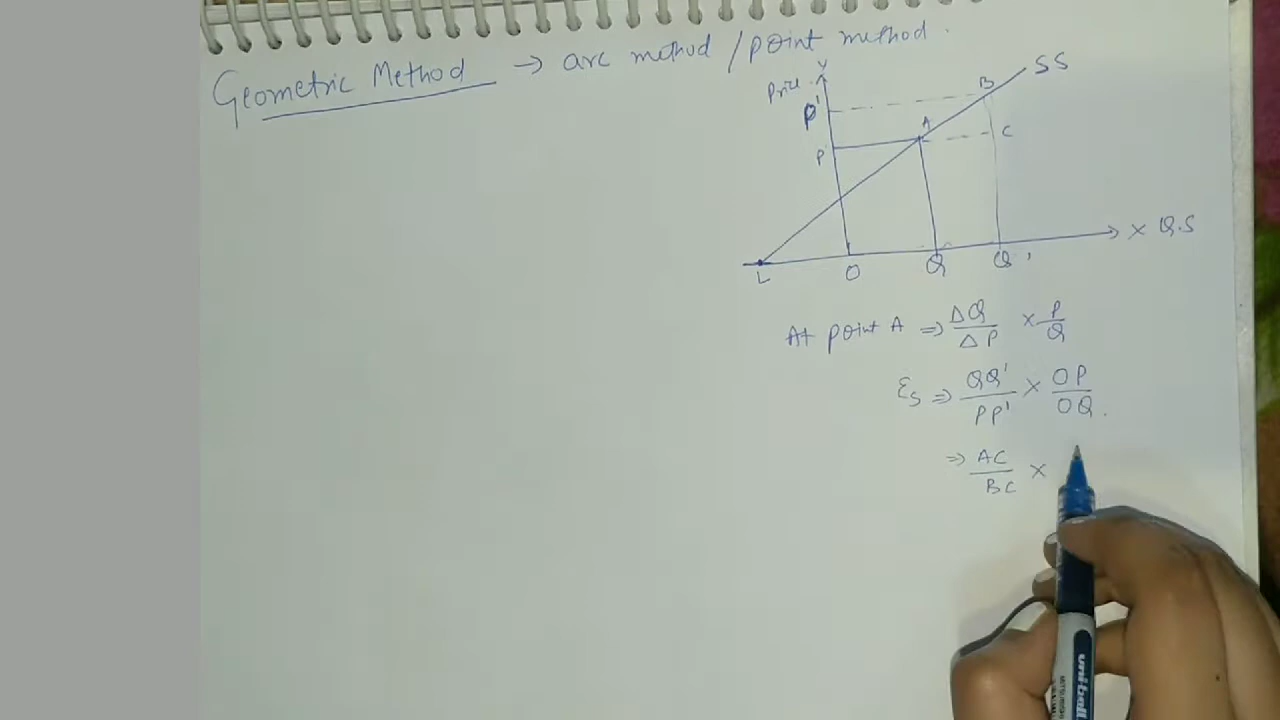 Geometric Method → arc method / point method.
Y
Price
P'
P
A
B
SS
C
L
O
Q
Q'
X Q.S
At point A ⇒ ΔQ/ΔP × P/Q
Es ⇒ QQ'/PP' × OP/OQ.
⇒ AC/BC ×
uniball